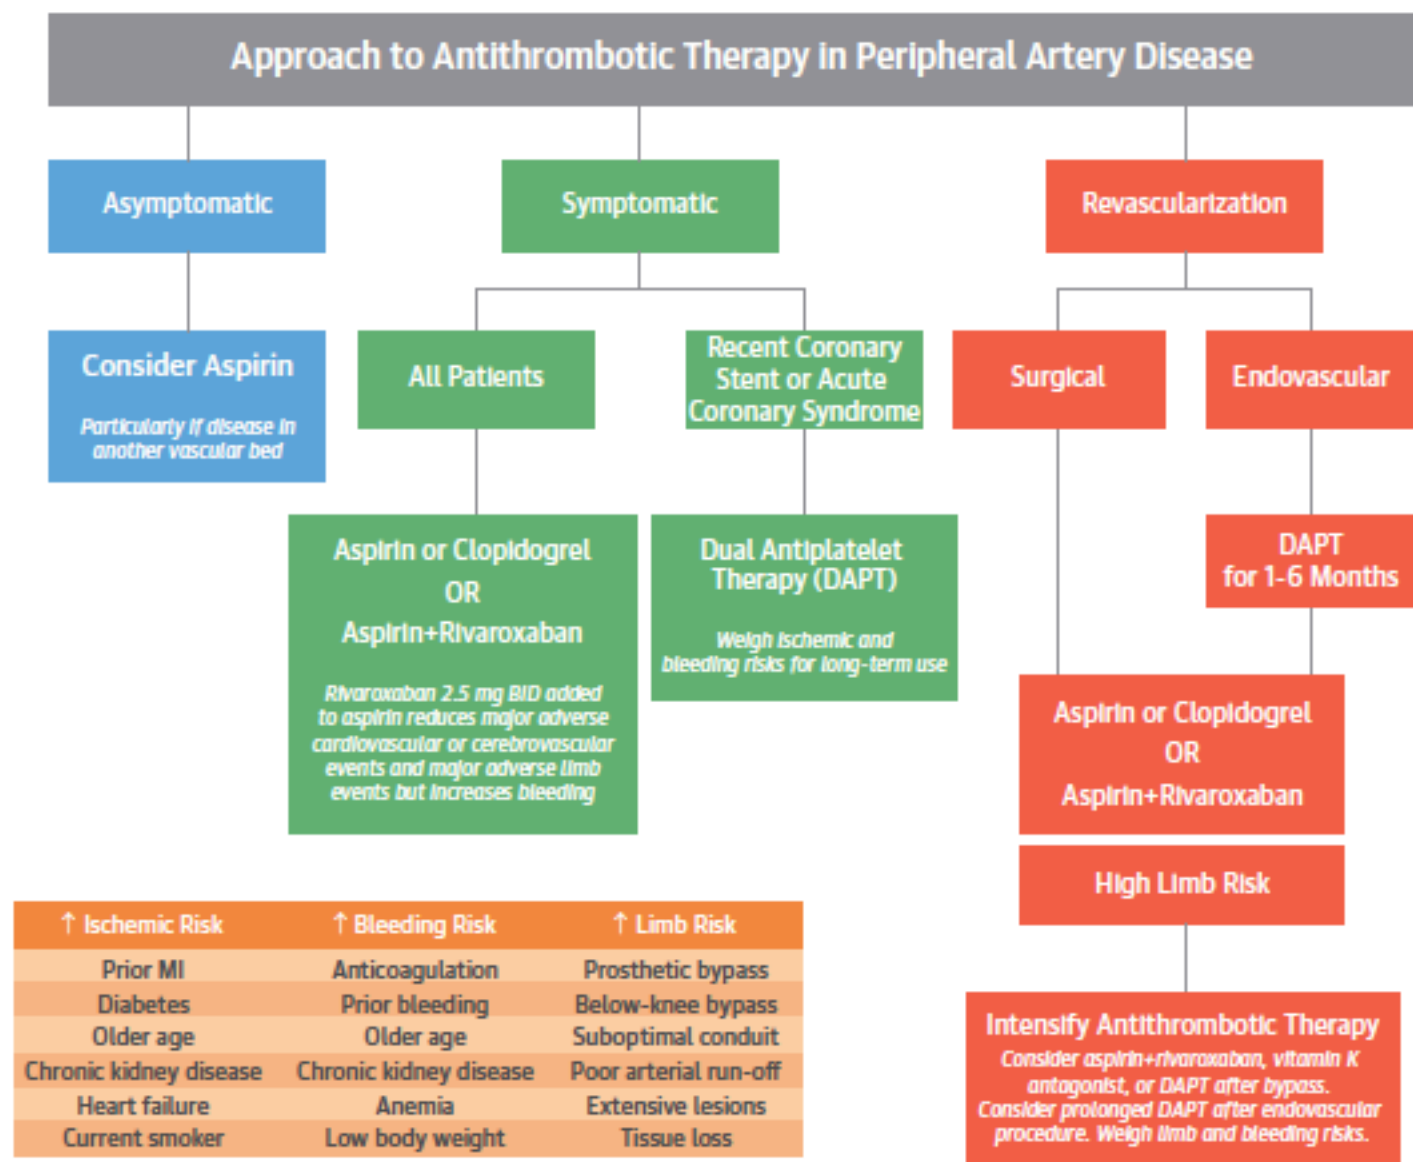 Approach to Antithrombotic Therapy in Peripheral Artery Disease
Asymptomatic
Consider Aspirin
Particularly if disease in
another vascular bed
Symptomatic
All Patients
Aspirin or Clopidogrel
OR
Aspirin+Rivaroxaban
Rivaroxaban 2.5 mg BID added
to aspirin reduces major adverse
cardiovascular or cerebrovascular
events and major adverse limb
events but increases bleeding
Recent Coronary
Stent or Acute
Coronary Syndrome
Dual Antiplatelet
Therapy (DAPT)
Weigh ischemic and
bleeding risks for long-term use
Revascularization
Surgical
Endovascular
DAPT
for 1-6 Months
Aspirin or Clopidogrel
OR
Aspirin+Rivaroxaban
High Limb Risk
Intensify Antithrombotic Therapy
Consider aspirin+rivaroxaban, vitamin K
antagonist, or DAPT after bypass.
Consider prolonged DAPT after endovascular
procedure. Weigh limb and bleeding risks.
↑ Ischemic Risk ↑ Bleeding Risk ↑ Limb Risk
Prior MI Anticoagulation Prosthetic bypass
Diabetes Prior bleeding Below-knee bypass
Older age Older age Suboptimal conduit
Chronic kidney disease Chronic kidney disease Poor arterial run-off
Heart failure Anemia Extensive lesions
Current smoker Low body weight Tissue loss